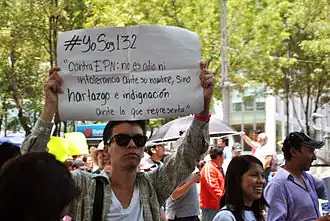 #YoSoy132
"Contra EPN: no es odio ni
intolerancia ante su nombre, sino
hartazgo e indignación
ante lo que representa"